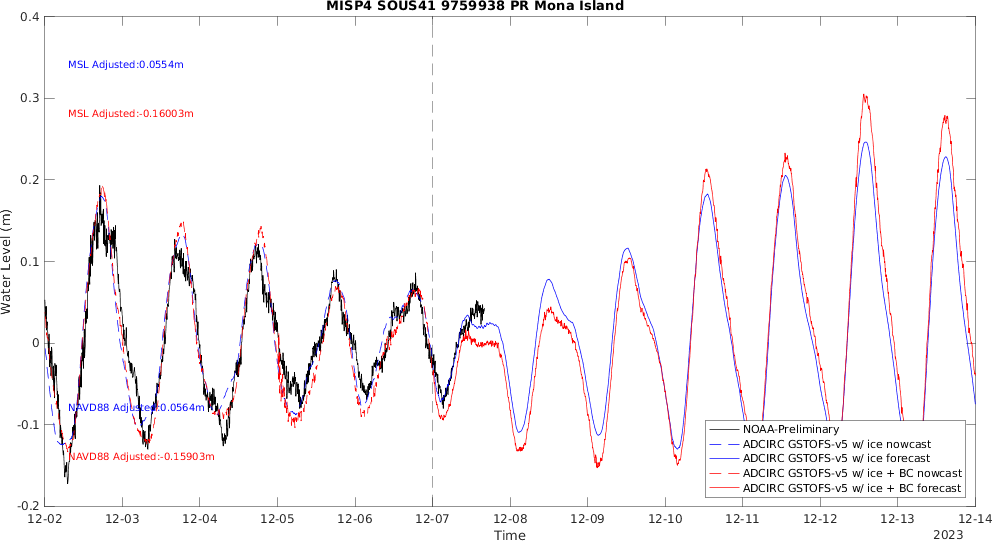 MISP4 SOUS41 9759938 PR Mona Island
0.4
0.3
0.2
0.1
0
-0.1
-0.2
Water Level (m)
MSL Adjusted:0.0554m
MSL Adjusted:-0.16003m
NAVD88 Adjusted:0.0564m
NAVD88 Adjusted:-0.15903m
NOAA-Preliminary
ADCIRC GSTOFS-v5 w/ ice nowcast
ADCIRC GSTOFS-v5 w/ ice forecast
ADCIRC GSTOFS-v5 w/ ice + BC nowcast
ADCIRC GSTOFS-v5 w/ ice + BC forecast
12-02 12-03 12-04 12-05 12-06 12-07 12-08 12-09 12-10 12-11 12-12 12-13 12-14
Time
2023